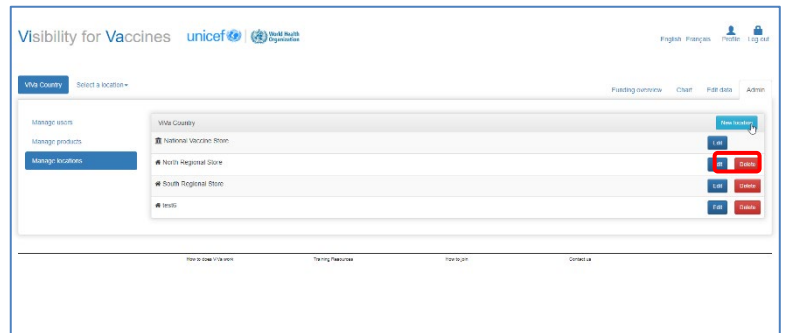 Visibility for Vaccines unicef World Health Organization
English Français Profile Log out
ViVa Country Select a location
Funding overview Chart Edit data Admin
Manage users
Manage products
Manage locations
ViVa Country New location
National Vaccine Store Edit
North Regional Store Edit Delete
South Regional Store Edit Delete
test6 Edit Delete
How to does ViVa work Training Resources How to join Contact us